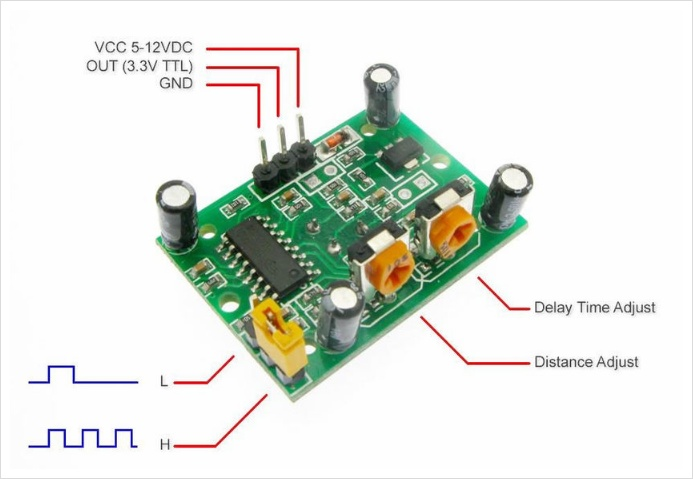 VCC 5-12VDC
OUT (3.3V TTL)
GND
Delay Time Adjust
Distance Adjust
L
H